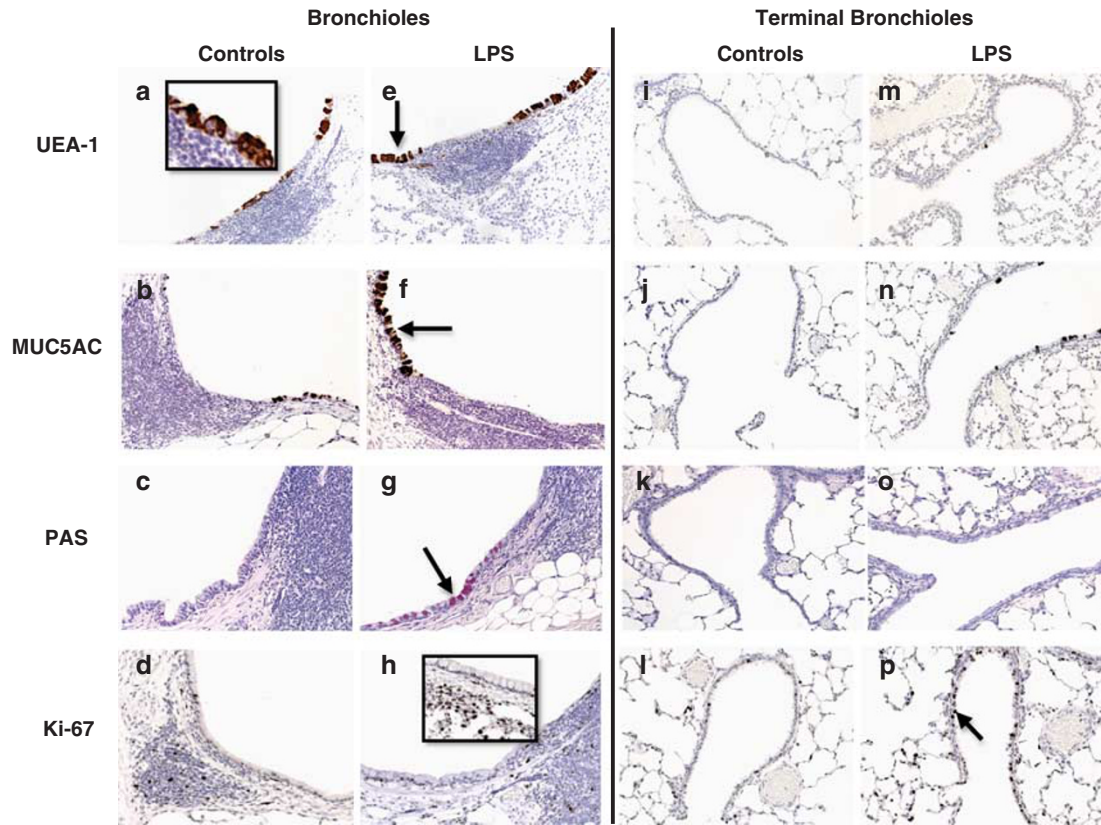 Bronchioles Terminal Bronchioles
Controls LPS Controls LPS
UEA-1 a e i m
MUC5AC b f j n
PAS c g k o
Ki-67 d h l p